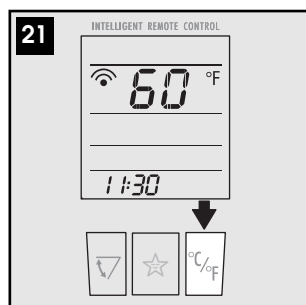 21
INTELLIGENT REMOTE CONTROL
60 °F
11:30
°C/°F